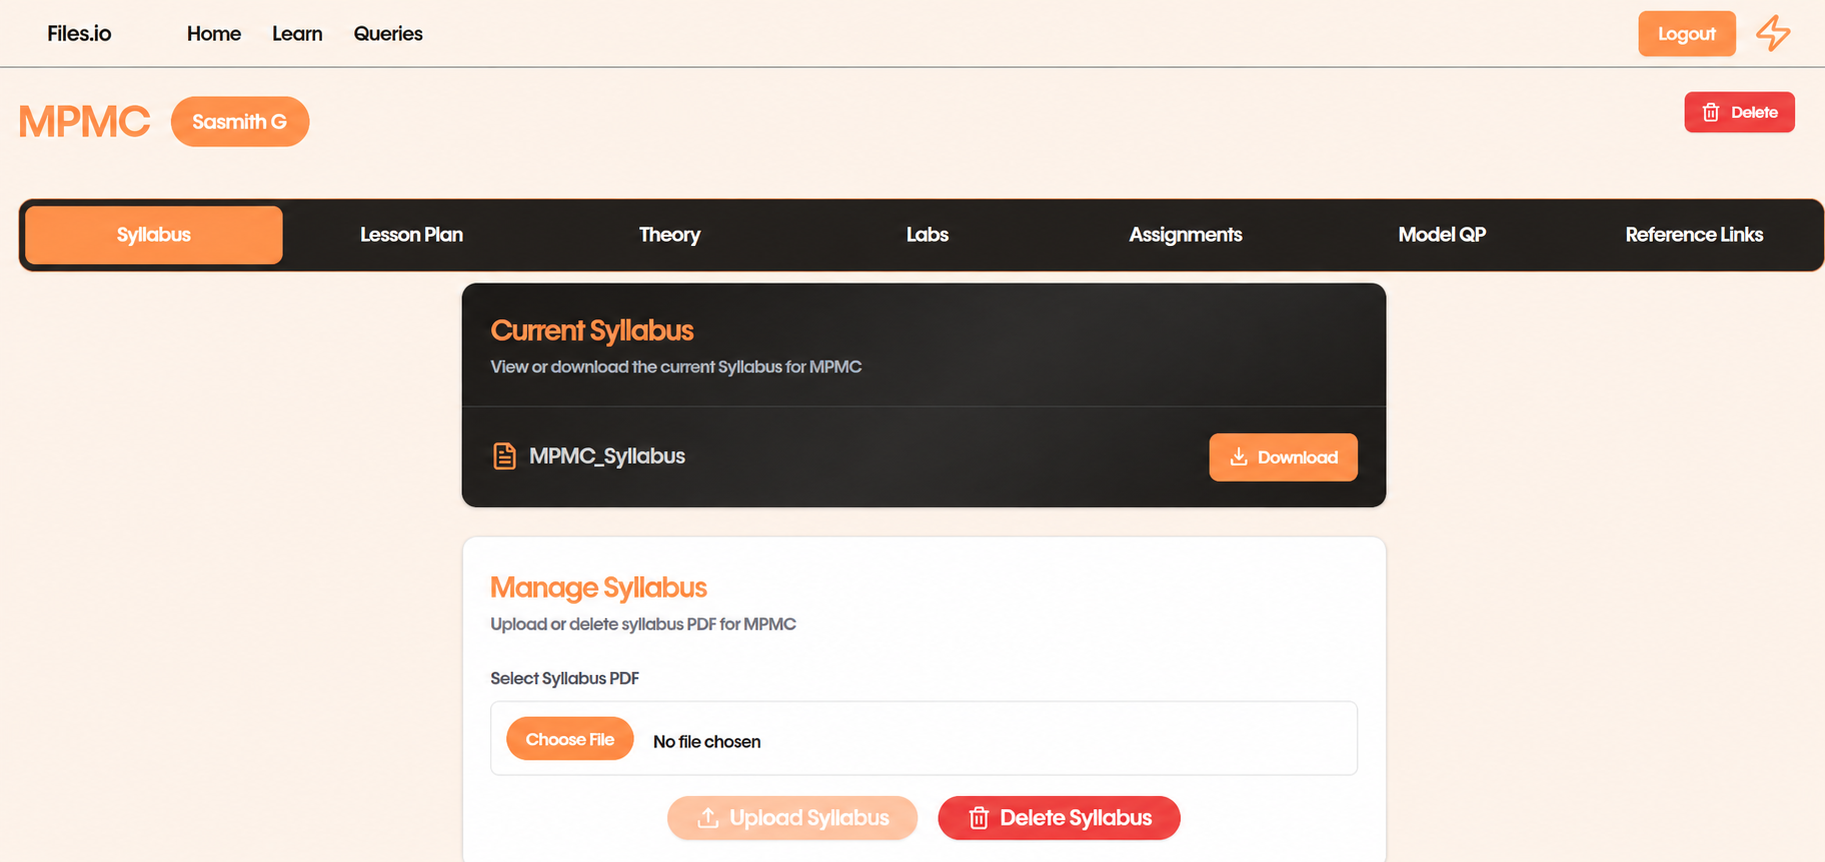 Files.io Home Learn Queries Logout
MPMC Sasmith G Delete
Syllabus Lesson Plan Theory Labs Assignments Model QP Reference Links
Current Syllabus
View or download the current Syllabus for MPMC
MPMC_Syllabus Download
Manage Syllabus
Upload or delete syllabus PDF for MPMC
Select Syllabus PDF
Choose File No file chosen
Upload Syllabus Delete Syllabus